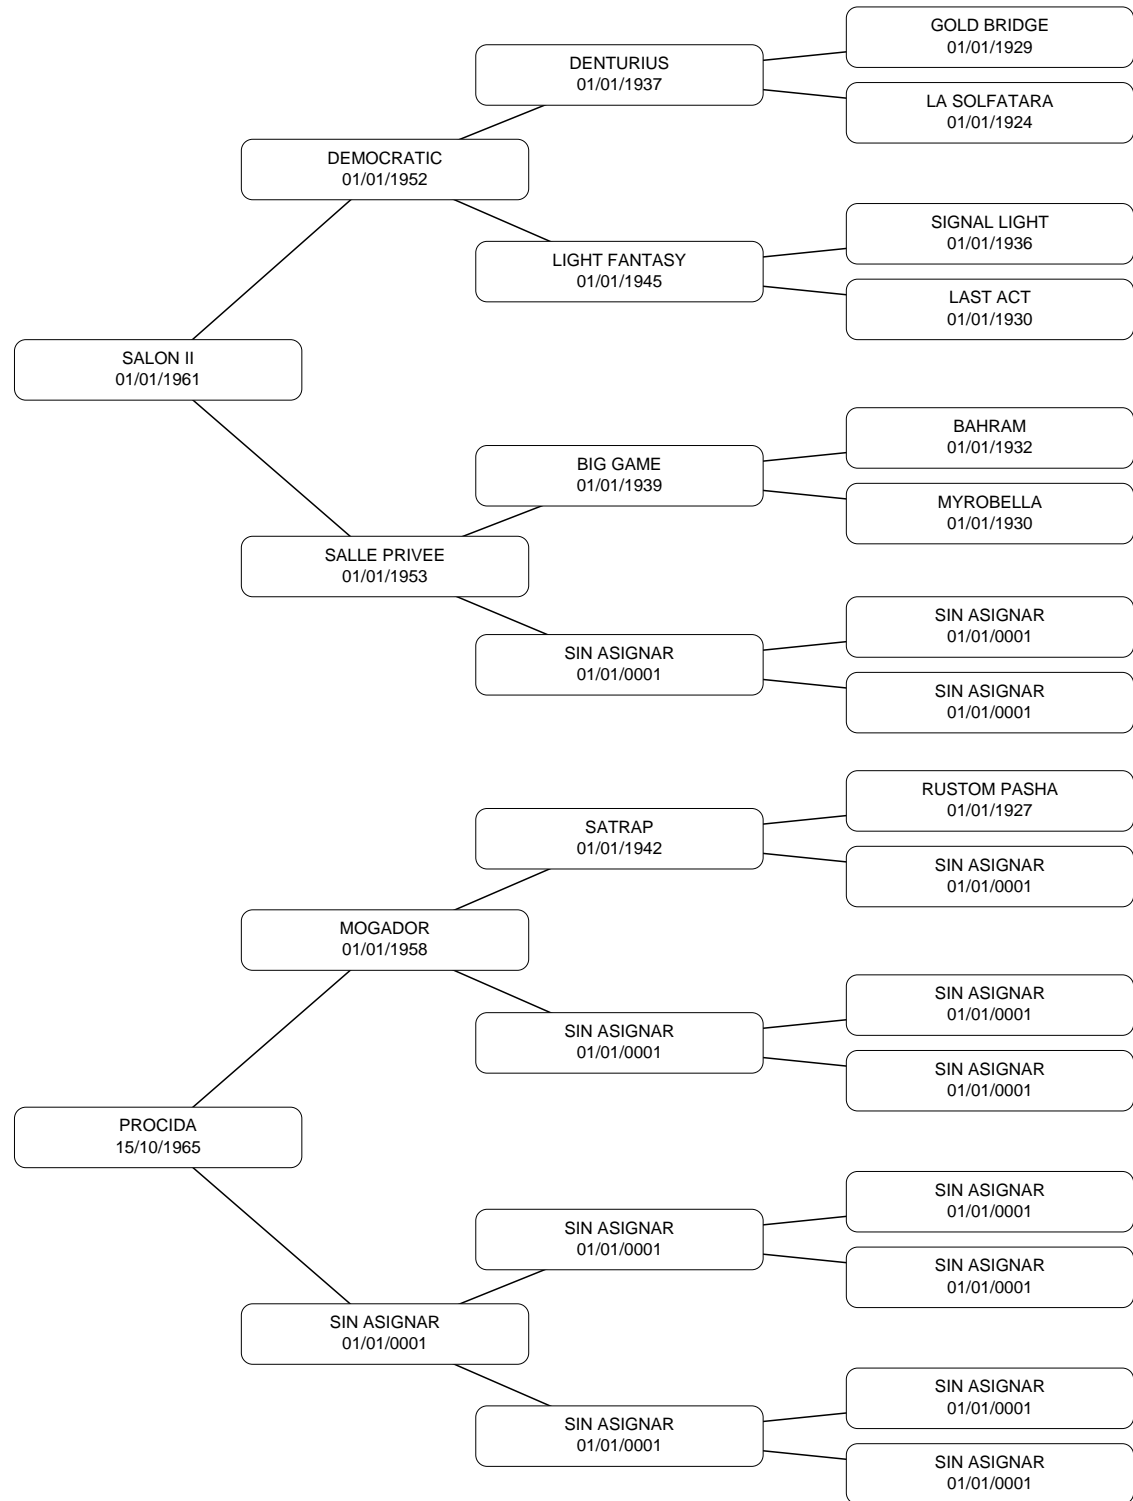 GOLD BRIDGE
01/01/1929
DENTURIUS
01/01/1937
LA SOLFATARA
01/01/1924
DEMOCRATIC
01/01/1952
SIGNAL LIGHT
01/01/1936
LIGHT FANTASY
01/01/1945
LAST ACT
01/01/1930
SALON II
01/01/1961
BAHRAM
01/01/1932
BIG GAME
01/01/1939
MYROBELLA
01/01/1930
SALLE PRIVEE
01/01/1953
SIN ASIGNAR
01/01/0001
SIN ASIGNAR
01/01/0001
SIN ASIGNAR
01/01/0001
RUSTOM PASHA
01/01/1927
SATRAP
01/01/1942
SIN ASIGNAR
01/01/0001
MOGADOR
01/01/1958
SIN ASIGNAR
01/01/0001
SIN ASIGNAR
01/01/0001
SIN ASIGNAR
01/01/0001
PROCIDA
15/10/1965
SIN ASIGNAR
01/01/0001
SIN ASIGNAR
01/01/0001
SIN ASIGNAR
01/01/0001
SIN ASIGNAR
01/01/0001
SIN ASIGNAR
01/01/0001
SIN ASIGNAR
01/01/0001
SIN ASIGNAR
01/01/0001